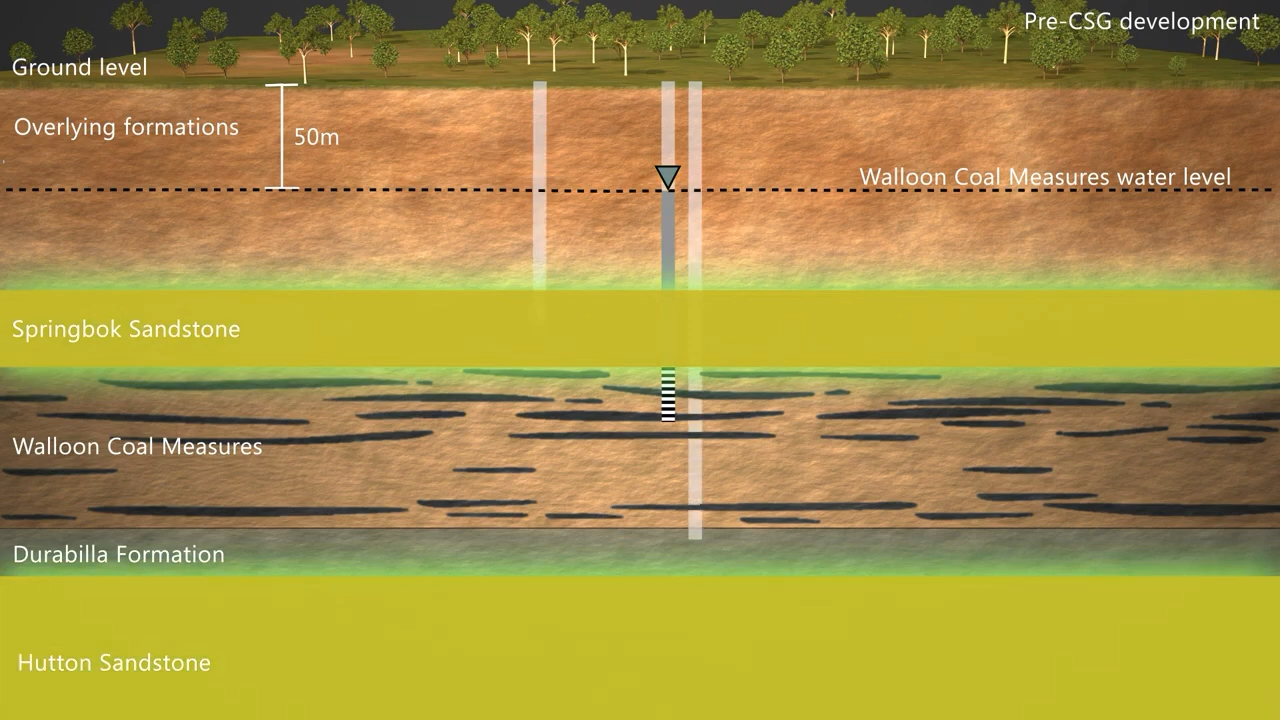 Pre-CSG development
Ground level
Overlying formations
50m
Walloon Coal Measures water level
Springbok Sandstone
Walloon Coal Measures
Durabilla Formation
Hutton Sandstone